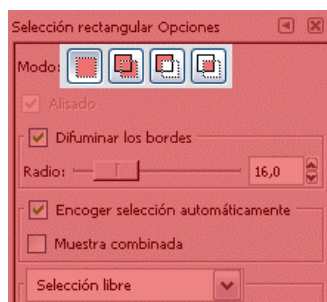 Selección rectangular Opciones
Modo:
Alisado
Difuminar los bordes
Radio: 16,0
Encoger selección automáticamente
Muestra combinada
Selección libre